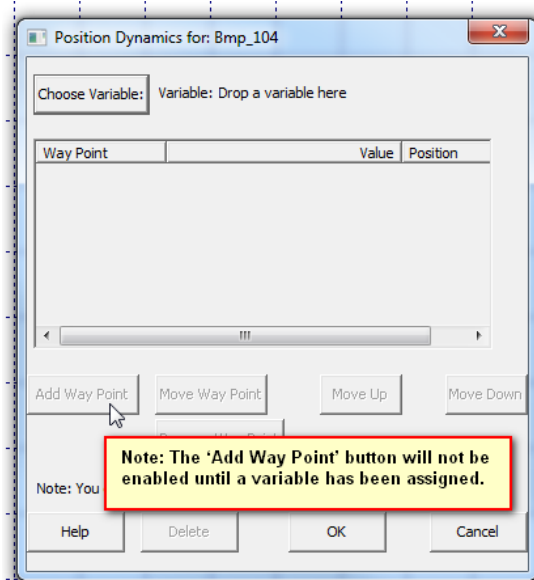 Position Dynamics for: Bmp_104
Choose Variable: Variable: Drop a variable here
Way Point Value Position
Add Way Point Move Way Point Move Up Move Down
Note: The ‘Add Way Point’ button will not be
enabled until a variable has been assigned.
Note: You
Help Delete OK Cancel